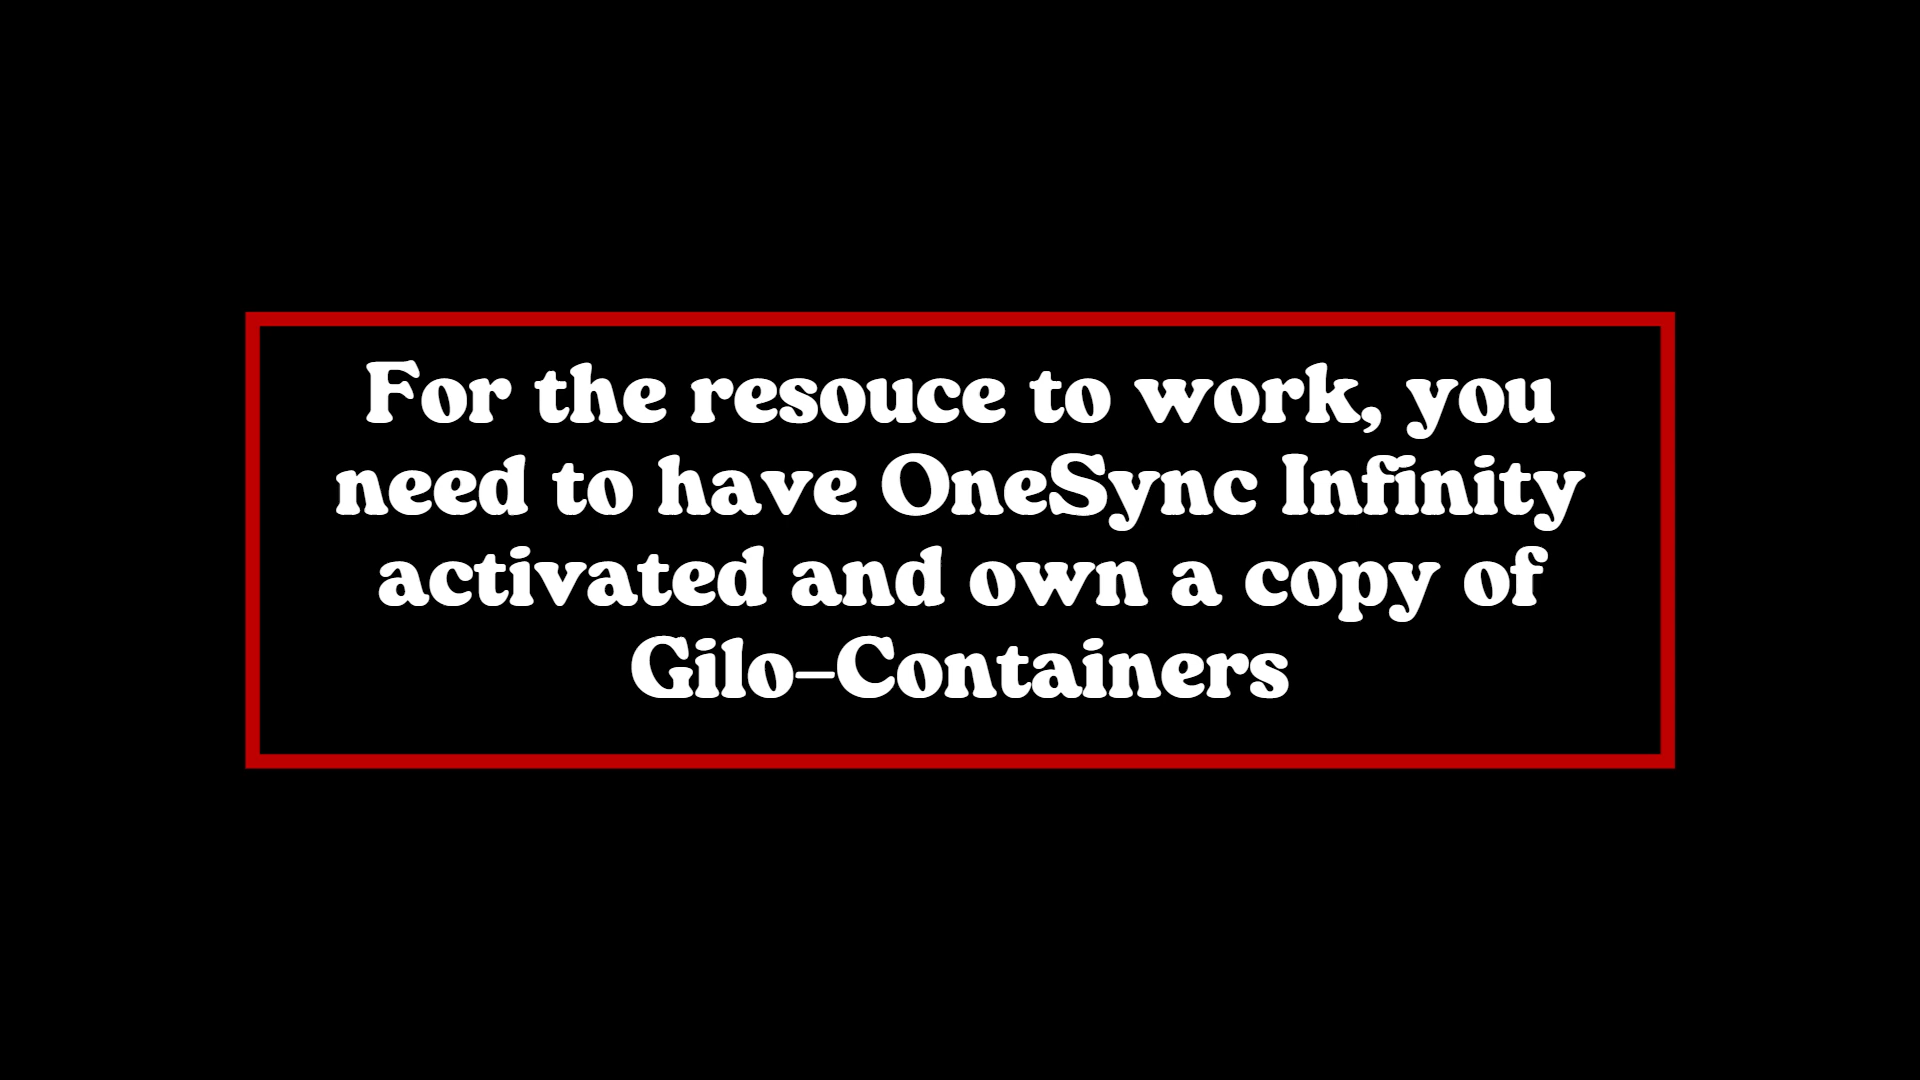 For the resouce to work, you
need to have OneSync Infinity
activated and own a copy of
Gilo-Containers